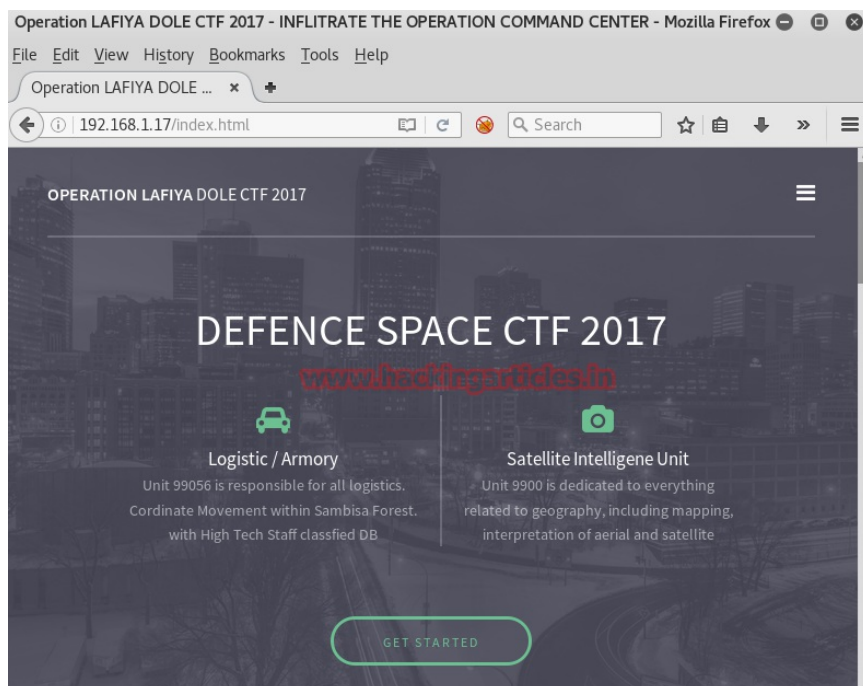 Operation LAFIYA DOLE CTF 2017 - INFLITRATE THE OPERATION COMMAND CENTER - Mozilla Firefox
File Edit View History Bookmarks Tools Help
Operation LAFIYA DOLE ...
192.168.1.17/index.html
Search
OPERATION LAFIYA DOLE CTF 2017
DEFENCE SPACE CTF 2017
www.hackingarticles.in
Logistic / Armory
Unit 99056 is responsible for all logistics.
Cordinate Movement within Sambisa Forest.
with High Tech Staff classfied DB
Satellite Intelligene Unit
Unit 9900 is dedicated to everything
related to geography, including mapping,
interpretation of aerial and satellite
GET STARTED